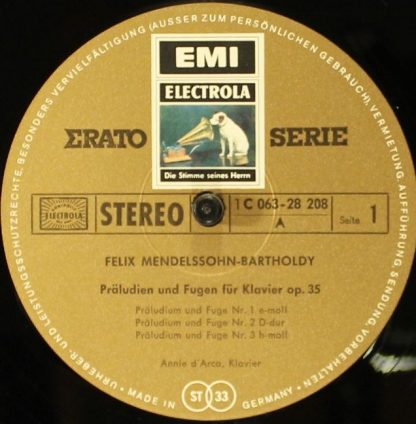 URHEBER- UND LEISTUNGSSCHUTZRECHTE, BESONDERS VERVIELFÄLTIGUNG (AUSSER ZUM PERSÖNLICHEN GEBRAUCH), VERMIETUNG, AUFFÜHRUNG, SENDUNG, VORBEHALTEN
EMI
ELECTROLA
ΣRATO SERIE
Die Stimme seines Herrn
ELECTROLA
STEREO
1 C 063-28 208
A
Seite 1
FELIX MENDELSSOHN-BARTHOLDY
Präludien und Fugen für Klavier op. 35
Präludium und Fuge Nr. 1 e-moll
Präludium und Fuge Nr. 2 D-dur
Präludium und Fuge Nr. 3 h-moll
Annie d'Arco, Klavier
MADE IN GERMANY
ST 33